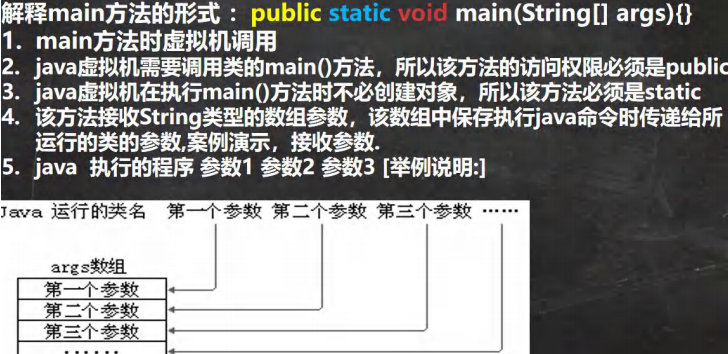 解释main方法的形式 ：public static void main(String[] args){}
1. main方法时虚拟机调用
2. java虚拟机需要调用类的main()方法，所以该方法的访问权限必须是public
3. java虚拟机在执行main()方法时不必创建对象，所以该方法必须是static
4. 该方法接收String类型的数组参数，该数组中保存执行java命令时传递给所
运行的类的参数,案例演示，接收参数.
5. java 执行的程序 参数1 参数2 参数3 [举例说明:]
Java 运行的类名 第一个参数 第二个参数 第三个参数 ……
args数组
第一个参数
第二个参数
第三个参数
……